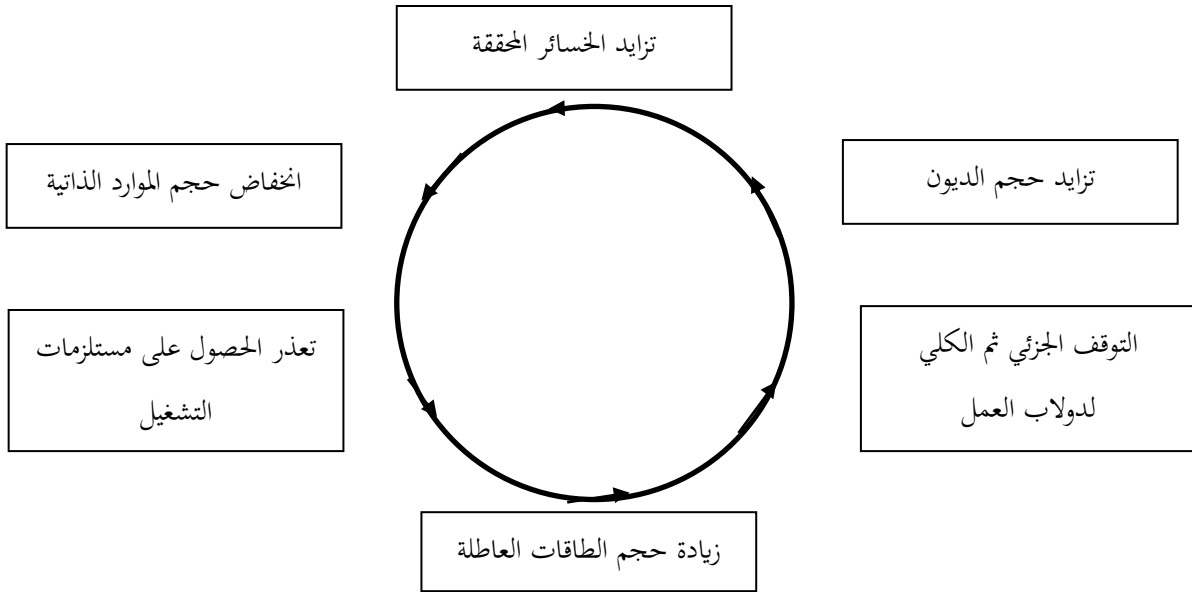 تزايد الخسائر المحققة
تزايد حجم الديون
انخفاض حجم الموارد الذاتية
التوقف الجزئي ثم الكلي
لدولاب العمل
تعذر الحصول على مستلزمات
التشغيل
زيادة حجم الطاقات العاطلة